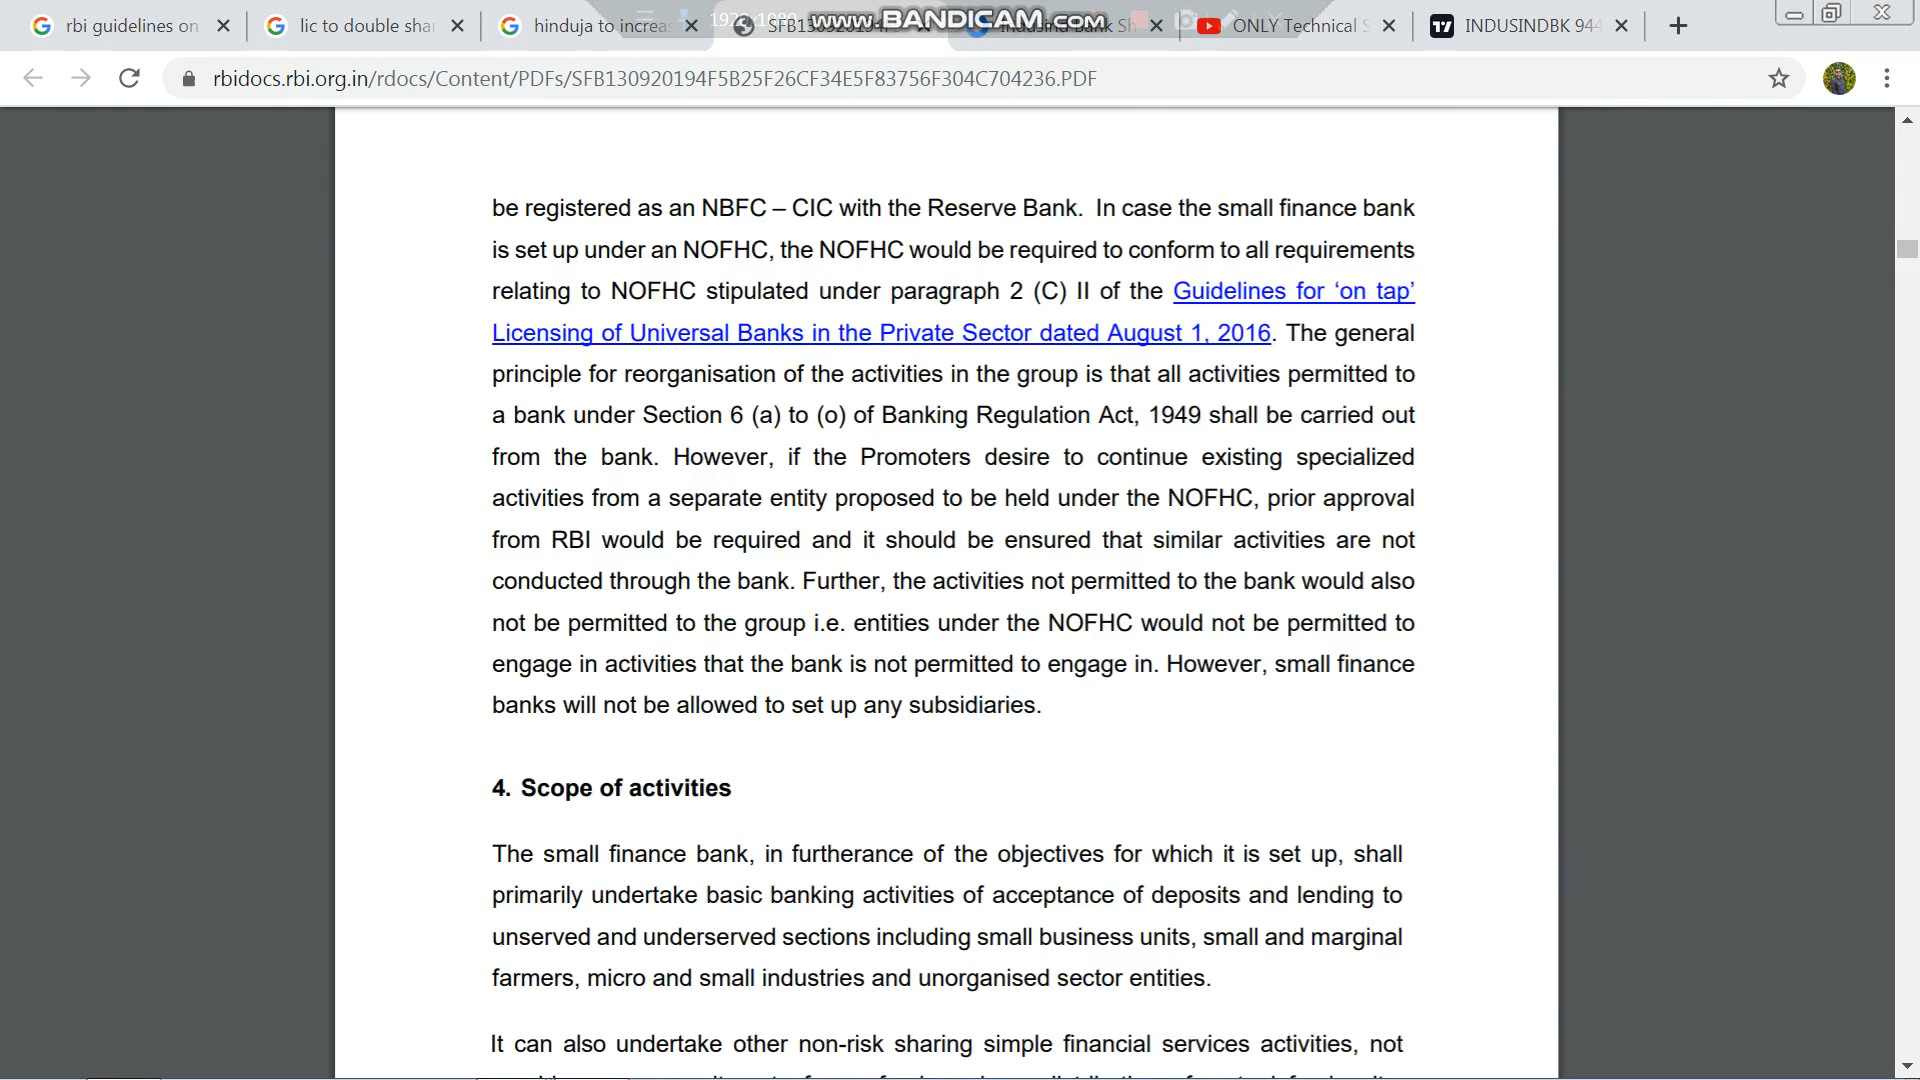 rbi guidelines on
lic to double shar
hinduja to increa
1920x1080
www.BANDICAM.com
SFB130920194F
Indusind Bank Sh
ONLY Technical S
INDUSINDBK 944
rbidocs.rbi.org.in/rdocs/Content/PDFs/SFB130920194F5B25F26CF34E5F83756F304C704236.PDF
be registered as an NBFC – CIC with the Reserve Bank. In case the small finance bank
is set up under an NOFHC, the NOFHC would be required to conform to all requirements
relating to NOFHC stipulated under paragraph 2 (C) II of the Guidelines for ‘on tap’
Licensing of Universal Banks in the Private Sector dated August 1, 2016. The general
principle for reorganisation of the activities in the group is that all activities permitted to
a bank under Section 6 (a) to (o) of Banking Regulation Act, 1949 shall be carried out
from the bank. However, if the Promoters desire to continue existing specialized
activities from a separate entity proposed to be held under the NOFHC, prior approval
from RBI would be required and it should be ensured that similar activities are not
conducted through the bank. Further, the activities not permitted to the bank would also
not be permitted to the group i.e. entities under the NOFHC would not be permitted to
engage in activities that the bank is not permitted to engage in. However, small finance
banks will not be allowed to set up any subsidiaries.
4. Scope of activities
The small finance bank, in furtherance of the objectives for which it is set up, shall
primarily undertake basic banking activities of acceptance of deposits and lending to
unserved and underserved sections including small business units, small and marginal
farmers, micro and small industries and unorganised sector entities.
It can also undertake other non-risk sharing simple financial services activities, not